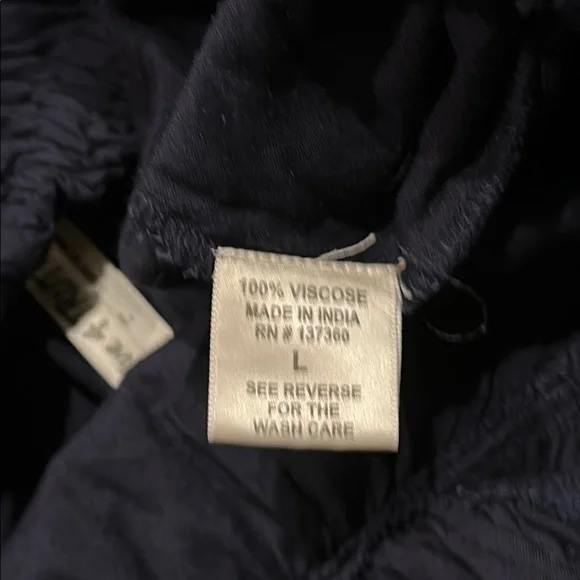 100% VISCOSE
MADE IN INDIA
RN # 137360
L
SEE REVERSE
FOR THE
WASH CARE